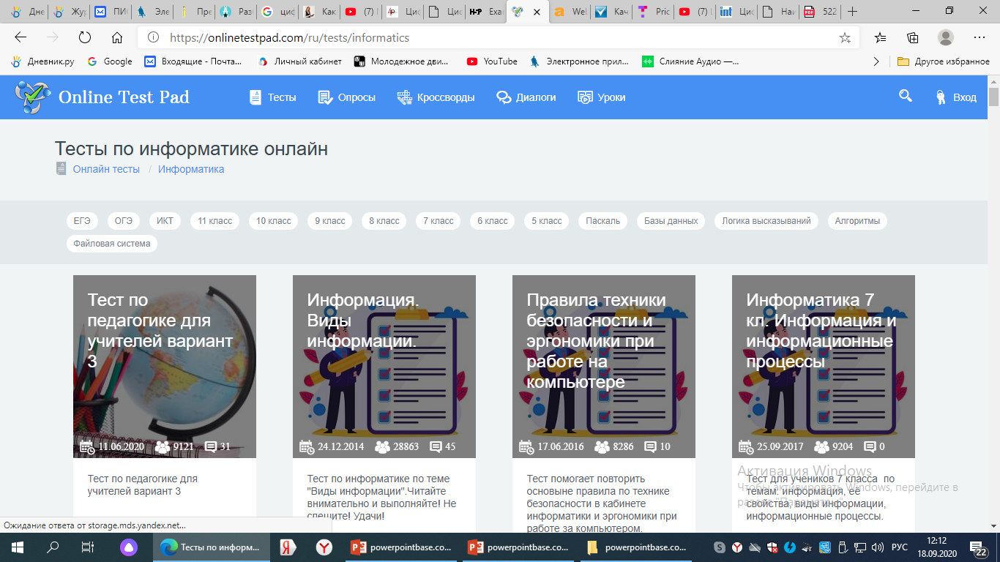 Дне
Жур
ПИ
Эле
Пре
Раз
циф
Как
(7)
Цис
Цис
Exa
Wel
Кач
Pric
(7)
Цис
Наи
522
https://onlinetestpad.com/ru/tests/informatics
Дневник.ру
Google
Входящие - Почта...
Личный кабинет
Молодежное дви...
YouTube
Электронное прил...
Слияние Аудио —...
Другое избранное
Online Test Pad
Тесты
Опросы
Кроссворды
Диалоги
Уроки
Вход
Тесты по информатике онлайн
Онлайн тесты / Информатика
ЕГЭ
ОГЭ
ИКТ
11 класс
10 класс
9 класс
8 класс
7 класс
6 класс
5 класс
Паскаль
Базы данных
Логика высказываний
Алгоритмы
Файловая система
Тест по
педагогике для
учителей вариант
3
11.06.2020 9121 31
Тест по педагогике для
учителей вариант 3
Информация.
Виды
информации.
24.12.2014 28863 45
Тест по информатике по теме
"Виды информации".Читайте
внимательно и выполняйте! Не
спешите! Удачи!
Правила техники
безопасности и
эргономики при
работе на
компьютере
17.06.2016 8286 10
Тест помогает повторить
основыне правила по технике
безопасности в кабинете
информатики и эргономики при
работе за компьютером.
Информатика 7
кл. Информация и
информационные
процессы
25.09.2017 9204 0
Тест для учеников 7 класса по
темам: информация, её
свойства, виды информации,
информационные процессы.
Активация Windows
Чтобы активировать Windows, перейдите в
раздел "Параметры".
Ожидание ответа от storage.mds.yandex.net...
Тесты по информ...
powerpointbase.co...
powerpointbase.co...
powerpointbase.co...
РУС
12:12
18.09.2020
22